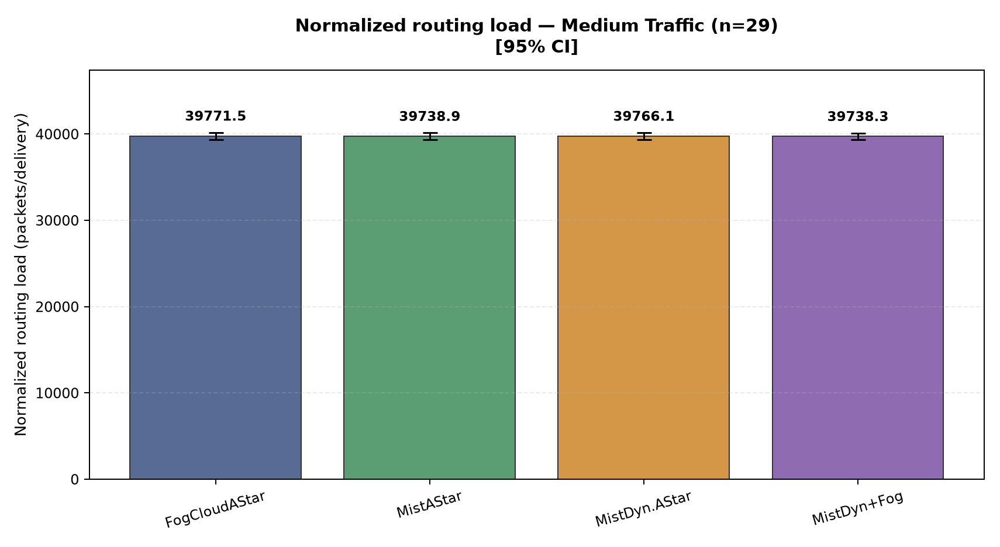 Normalized routing load — Medium Traffic (n=29)
[95% CI]
Normalized routing load (packets/delivery)
40000
30000
20000
10000
0
39771.5
39738.9
39766.1
39738.3
FogCloudAStar
MistAStar
MistDyn.AStar
MistDyn+Fog